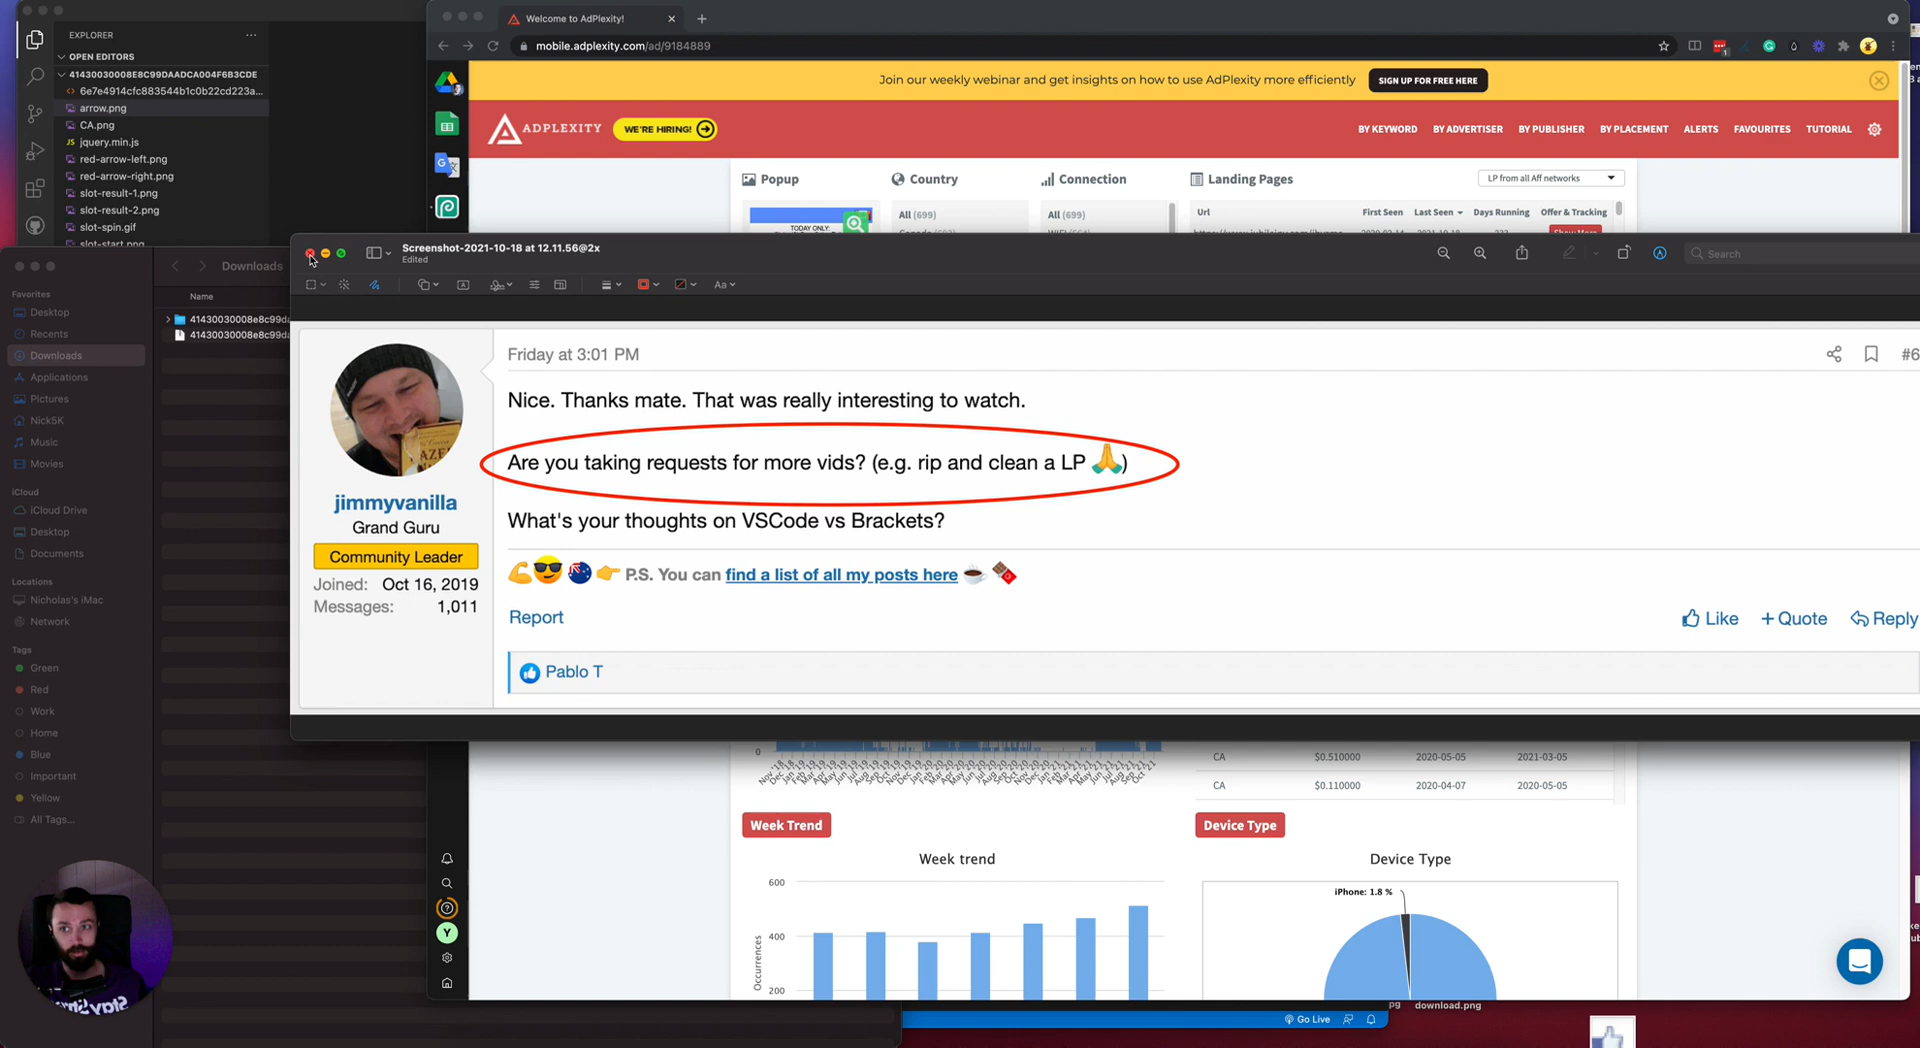 EXPLORER
OPEN EDITORS
41430030008E8C99DAADCA004F6B3CDE
6e7e4914cfc883544b1c0b22cd223a...
arrow.png
CA.png
JS jquery.min.js
red-arrow-left.png
red-arrow-right.png
slot-result-1.png
slot-result-2.png
slot-spin.gif
slot-start.png
Welcome to AdPlexity!
mobile.adplexity.com/ad/9184889
Join our weekly webinar and get insights on how to use AdPlexity more efficiently
SIGN UP FOR FREE HERE
ADPLEXITY
WE'RE HIRING!
BY KEYWORD
BY ADVERTISER
BY PUBLISHER
BY PLACEMENT
ALERTS
FAVOURITES
TUTORIAL
Popup
Country
Connection
Landing Pages
LP from all Aff networks
TODAY ONLY:
All (699)
All (699)
Url
First Seen
Last Seen
Days Running
Offer & Tracking
Downloads
Name
41430030008e8c99da
41430030008e8c99da
Favorites
Desktop
Recents
Downloads
Applications
Pictures
Nick5K
Music
Movies
iCloud
iCloud Drive
Desktop
Documents
Locations
Nicholas's iMac
Network
Tags
Green
Red
Work
Home
Blue
Important
Yellow
All Tags...
Screenshot-2021-10-18 at 12.11.56@2x
Edited
Search
Aa
Friday at 3:01 PM
#6
Nice. Thanks mate. That was really interesting to watch.
Are you taking requests for more vids? (e.g. rip and clean a LP 🙏)
What's your thoughts on VSCode vs Brackets?
P.S. You can find a list of all my posts here
jimmyvanilla
Grand Guru
Community Leader
Joined: Oct 16, 2019
Messages: 1,011
Report
Like
+ Quote
Reply
Pablo T
0
CA $0.510000 2020-05-05 2021-03-05
CA $0.110000 2020-04-07 2020-05-05
Week Trend
Device Type
Week trend
Device Type
600
400
200
Occurrences
iPhone: 1.8 %
Y
pg
download.png
Go Live